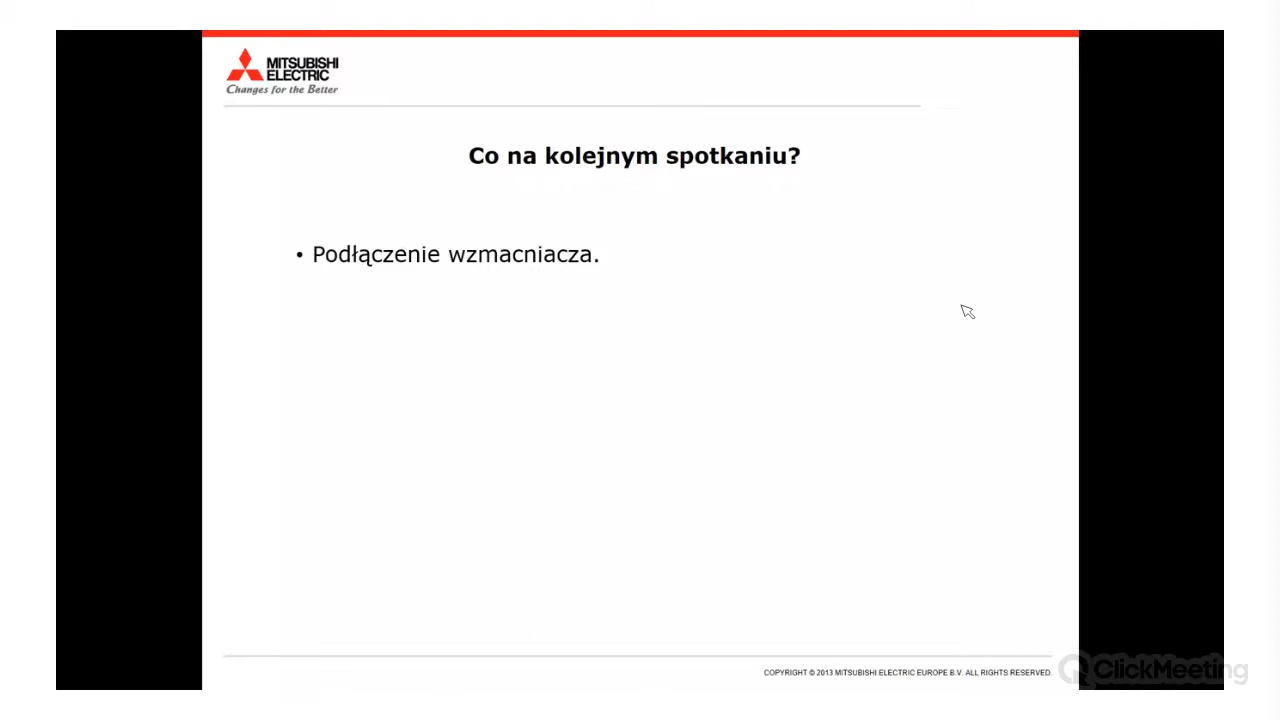 MITSUBISHI
ELECTRIC
Changes for the Better
Co na kolejnym spotkaniu?
• Podłączenie wzmacniacza.
COPYRIGHT © 2013 MITSUBISHI ELECTRIC EUROPE B.V. ALL RIGHTS RESERVED.
ClickMeeting